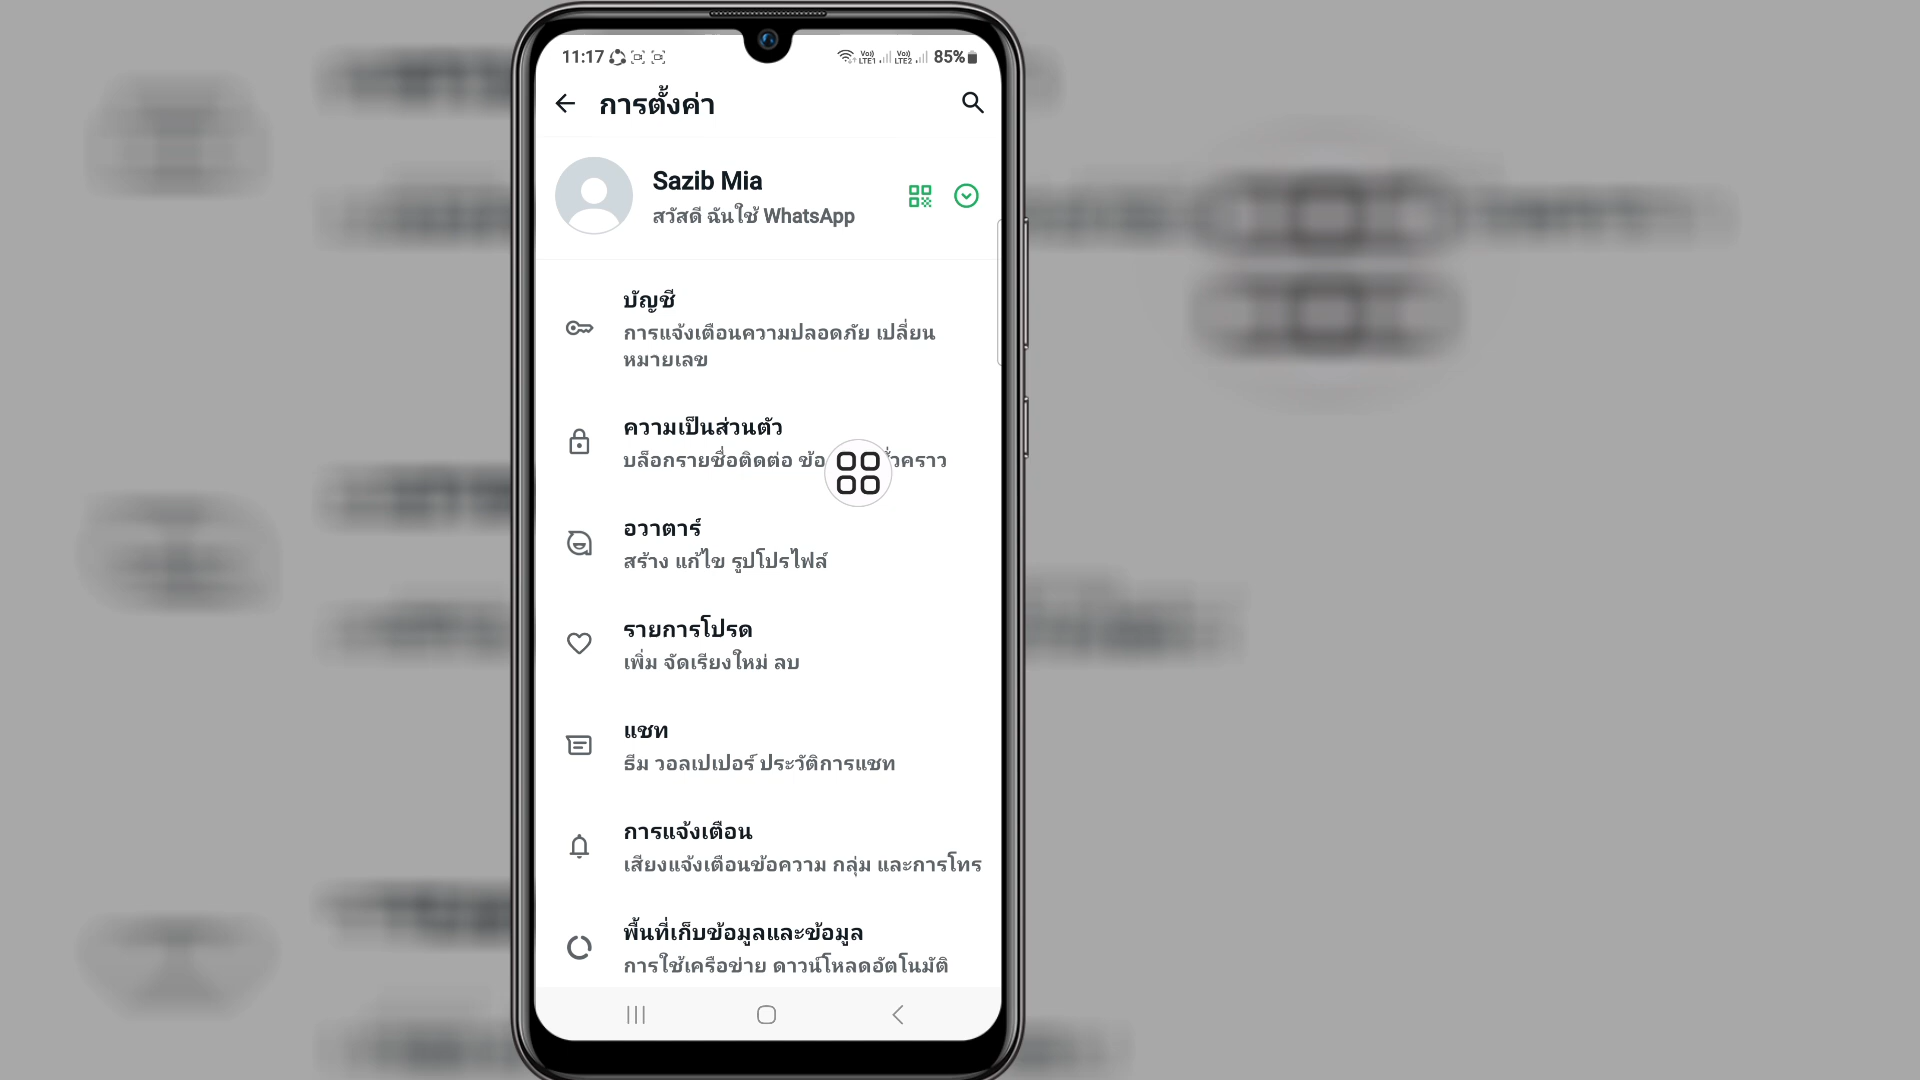 11:17 Vo)) LTE1 Vo)) LTE2 85%
การตั้งค่า
Sazib Mia
สวัสดี ฉันใช้ WhatsApp
บัญชี
การแจ้งเตือนความปลอดภัย เปลี่ยน
หมายเลข
ความเป็นส่วนตัว
บล็อกรายชื่อติดต่อ
อวาตาร์
สร้าง แก้ไข รูปโปรไฟล์
รายการโปรด
เพิ่ม จัดเรียงใหม่ ลบ
แชท
ธีม วอลเปเปอร์ ประวัติการแชท
การแจ้งเตือน
เสียงแจ้งเตือนข้อความ กลุ่ม และการโทร
พื้นที่เก็บข้อมูลและข้อมูล
การใช้เครือข่าย ดาวน์โหลดอัตโนมัติ